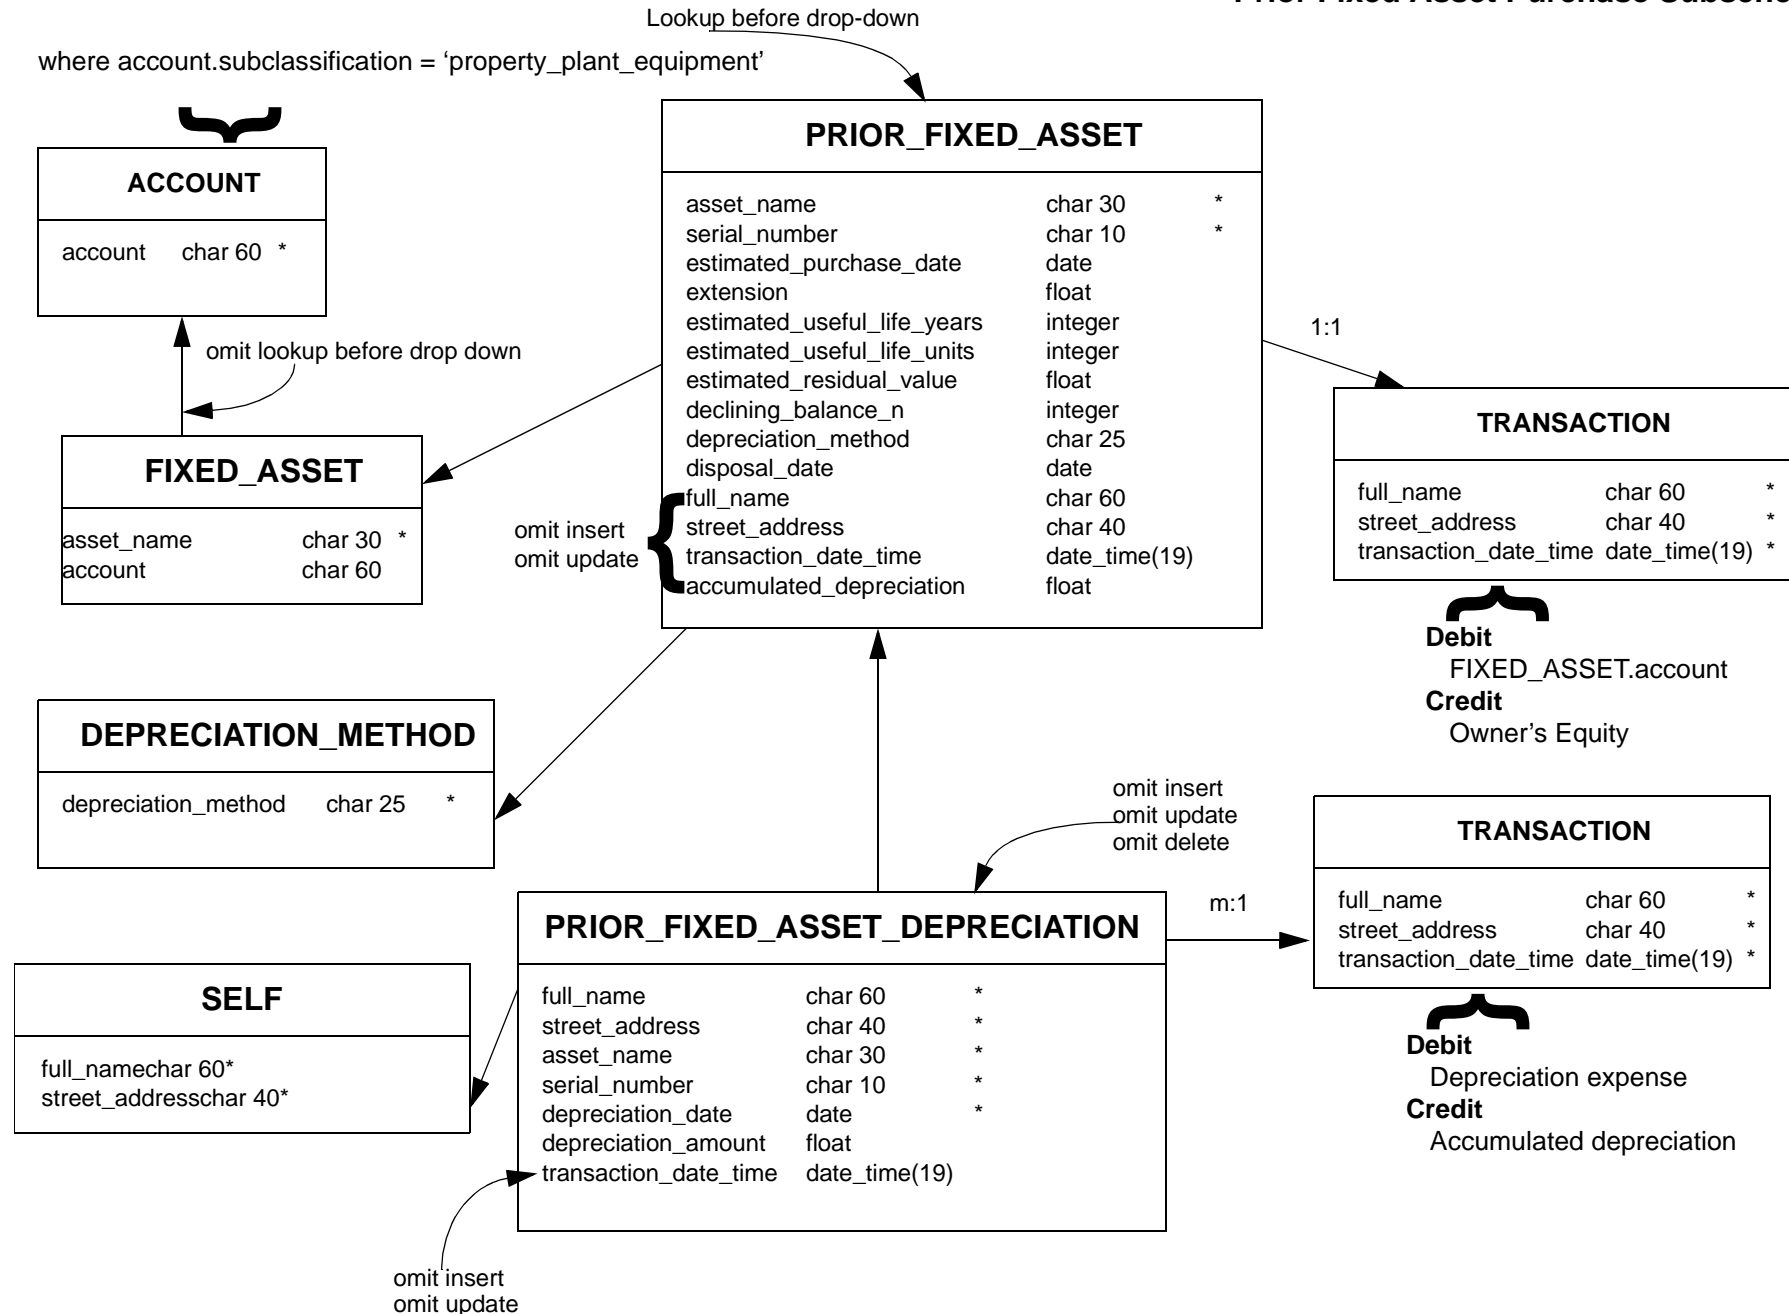 Prior Fixed Asset Purchase
Lookup before drop-down
where account.subclassification = ‘property_plant_equipment’
ACCOUNT
account char 60 *
omit lookup before drop down
FIXED_ASSET
asset_name char 30 *
account char 60
PRIOR_FIXED_ASSET
asset_name char 30 *
serial_number char 10 *
estimated_purchase_date date
extension float
estimated_useful_life_years integer
estimated_useful_life_units integer
estimated_residual_value float
declining_balance_n integer
depreciation_method char 25
disposal_date date
full_name char 60
street_address char 40
transaction_date_time date_time(19)
accumulated_depreciation float
omit insert
omit update
1:1
TRANSACTION
full_name char 60 *
street_address char 40 *
transaction_date_time date_time(19) *
Debit
FIXED_ASSET.account
Credit
Owner’s Equity
DEPRECIATION_METHOD
depreciation_method char 25 *
omit insert
omit update
omit delete
PRIOR_FIXED_ASSET_DEPRECIATION
full_name char 60 *
street_address char 40 *
asset_name char 30 *
serial_number char 10 *
depreciation_date date *
depreciation_amount float
transaction_date_time date_time(19)
m:1
TRANSACTION
full_name char 60 *
street_address char 40 *
transaction_date_time date_time(19) *
Debit
Depreciation expense
Credit
Accumulated depreciation
SELF
full_namechar 60*
street_addresschar 40*
omit insert
omit update